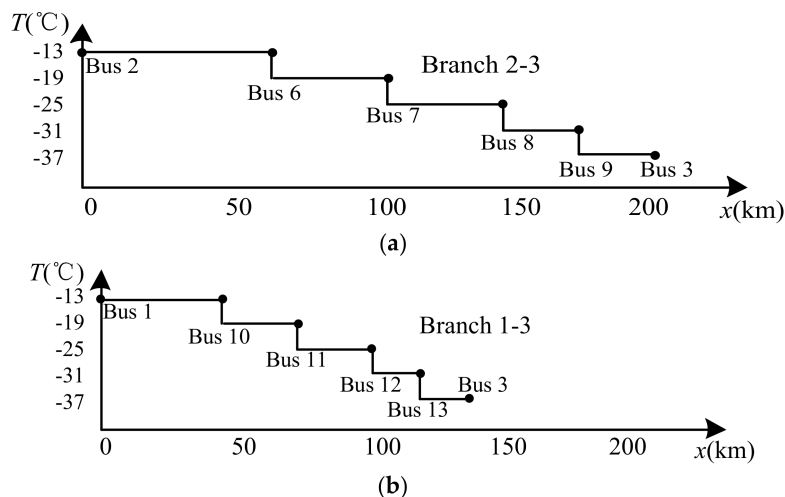 T(℃)
-13
-19
-25
-31
-37
Bus 2
Bus 6
Bus 7
Bus 8
Bus 9
Bus 3
Branch 2-3
0 50 100 150 200 x(km)
(a)
T(℃)
-13
-19
-25
-31
-37
Bus 1
Bus 10
Bus 11
Bus 12
Bus 13
Bus 3
Branch 1-3
0 50 100 150 200 x(km)
(b)